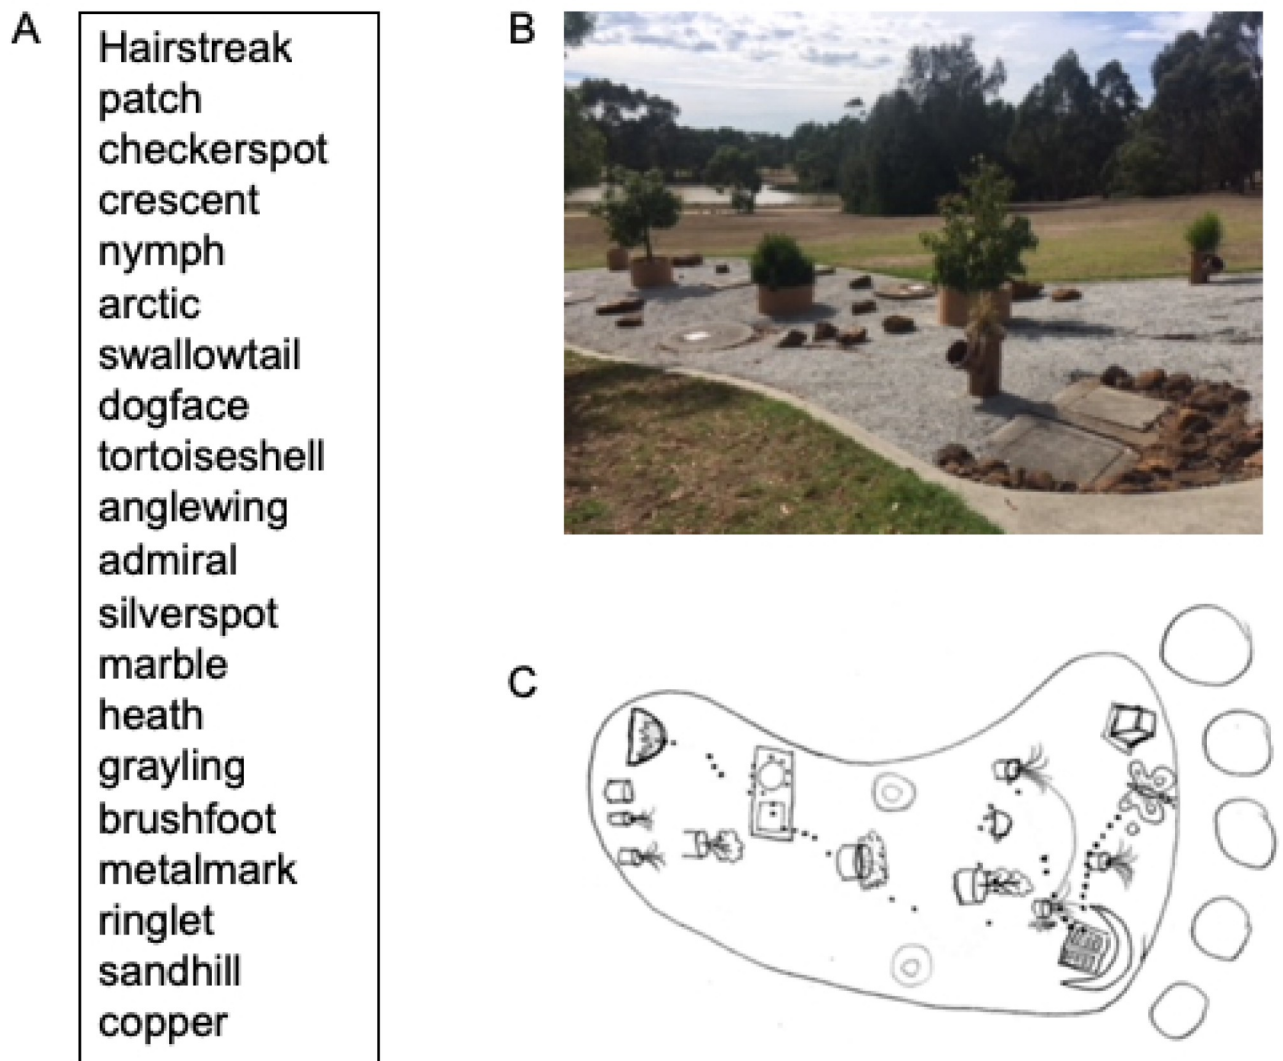 A
Hairstreak
patch
checkerspot
crescent
nymph
arctic
swallowtail
dogface
tortoiseshell
anglewing
admiral
silverspot
marble
heath
grayling
brushfoot
metalmark
ringlet
sandhill
copper
B
C